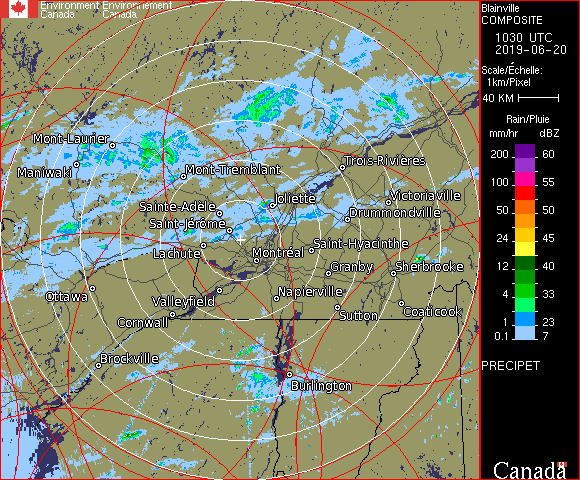 Environment Environnement
Canada Canada
Blainville
COMPOSITE
1030 UTC
2019-06-20
Scale/Échelle:
1km/Pixel
40 KM
Rain/Pluie
mm/hr dBZ
200 60
100 55
50 50
24 45
12 40
4 33
1 23
0.1 7
PRECIPET
Canada
Mont-Laurier
Maniwaki
Mont-Tremblant
Trois-Rivières
Sainte-Adele
Joliette
Victoriaville
Saint-Jérôme
Drummondville
Lachute
Montréal
Saint-Hyacinthe
Granby
Sherbrooke
Ottawa
Valleyfield
Napierville
Cornwall
Sutton
Coaticook
Brockville
Burlington